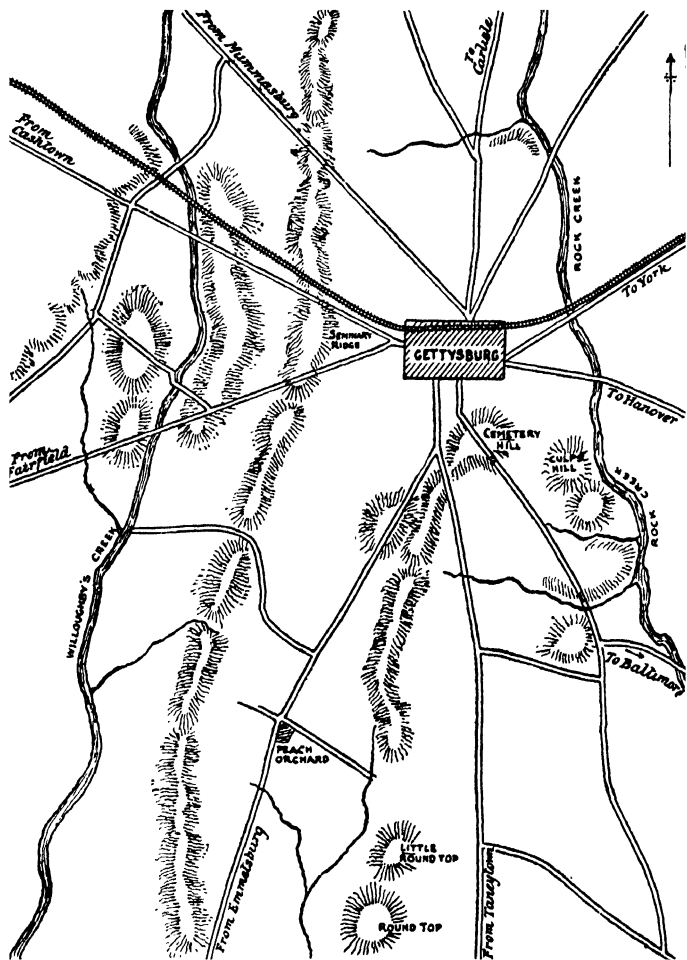 From Mummasburg
To
Carlisle
From
Cashtown
ROCK CREEK
To York
SEMINARY
RIDGE
GETTYSBURG
To Hanover
From
Fairfield
CEMETERY
HILL
CULPS
HILL
ROCK CREEK
WILLOUGHBY'S CREEK
To Baltimore
PEACH
ORCHARD
LITTLE
ROUND TOP
ROUND TOP
From Emmetsburg
From Taneytown